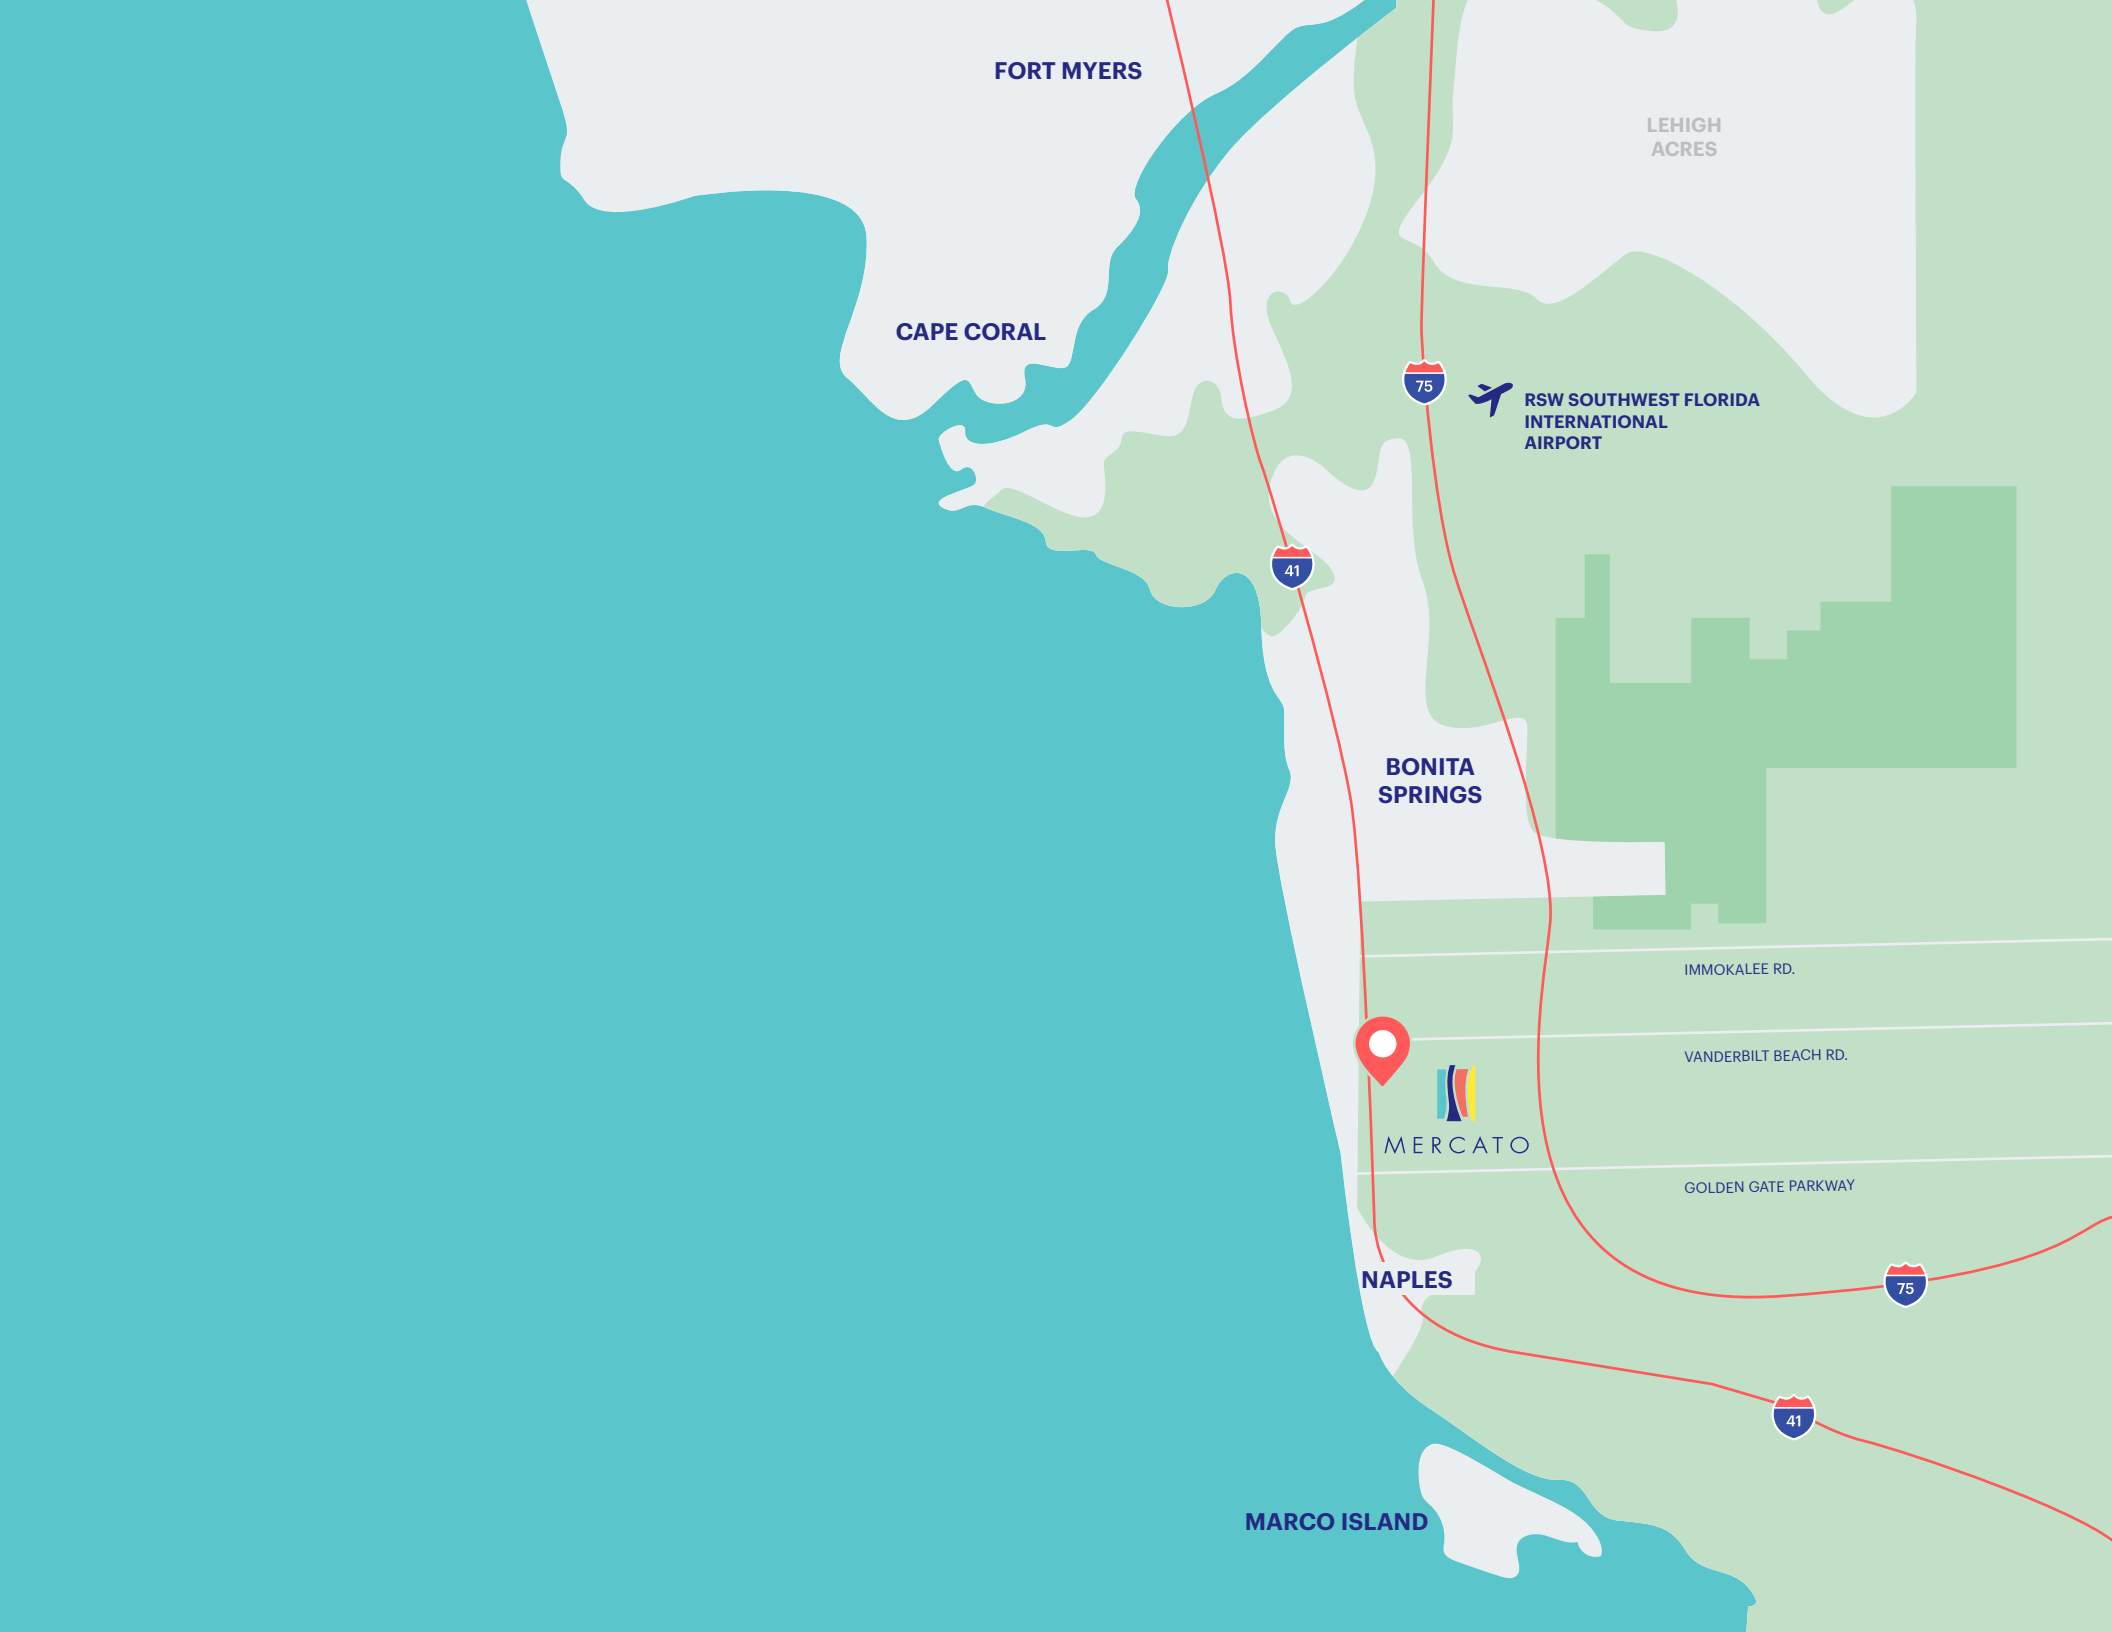 FORT MYERS
LEHIGH
ACRES
CAPE CORAL
75
RSW SOUTHWEST FLORIDA
INTERNATIONAL
AIRPORT
41
BONITA
SPRINGS
IMMOKALEE RD.
VANDERBILT BEACH RD.
MERCATO
GOLDEN GATE PARKWAY
NAPLES
75
41
MARCO ISLAND